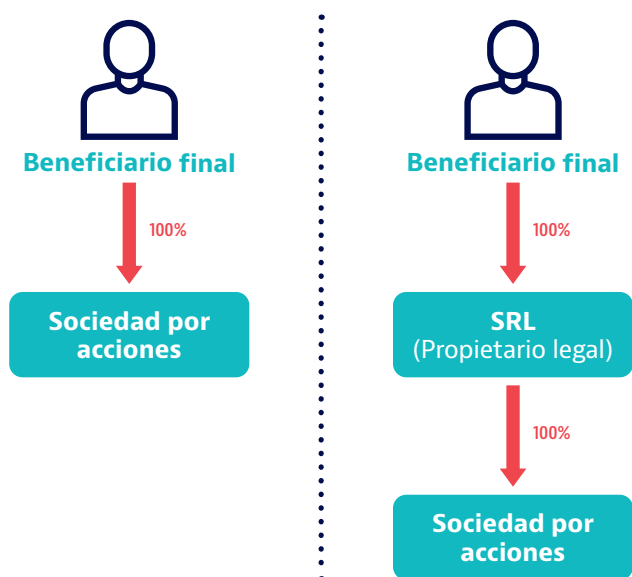 Beneficiario final
100%
Sociedad por
acciones
Beneficiario final
100%
SRL
(Propietario legal)
100%
Sociedad por
acciones